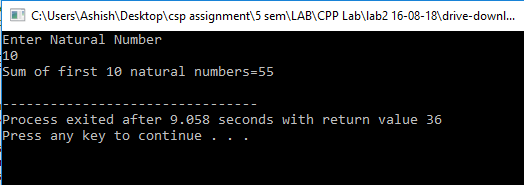 C:\Users\Ashish\Desktop\csp assignment\5 sem\LAB\CPP Lab\lab2 16-08-18\drive-downl...
Enter Natural Number
10
Sum of first 10 natural numbers=55
--------------------------------
Process exited after 9.058 seconds with return value 36
Press any key to continue . . .